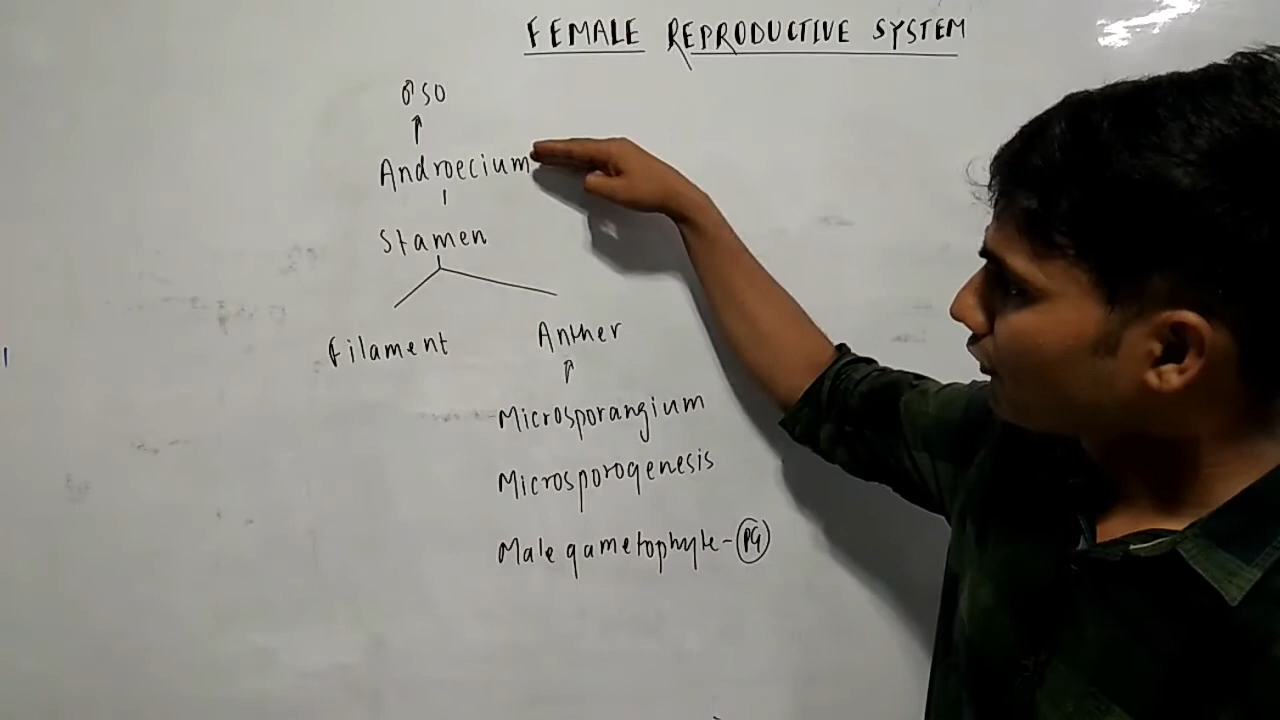 FEMALE REPRODUCTIVE SYSTEM
♂ SO
Androecium
Stamen
Filament Anther
Microsporangium
Microsporogenesis
Male gametophyte - PG